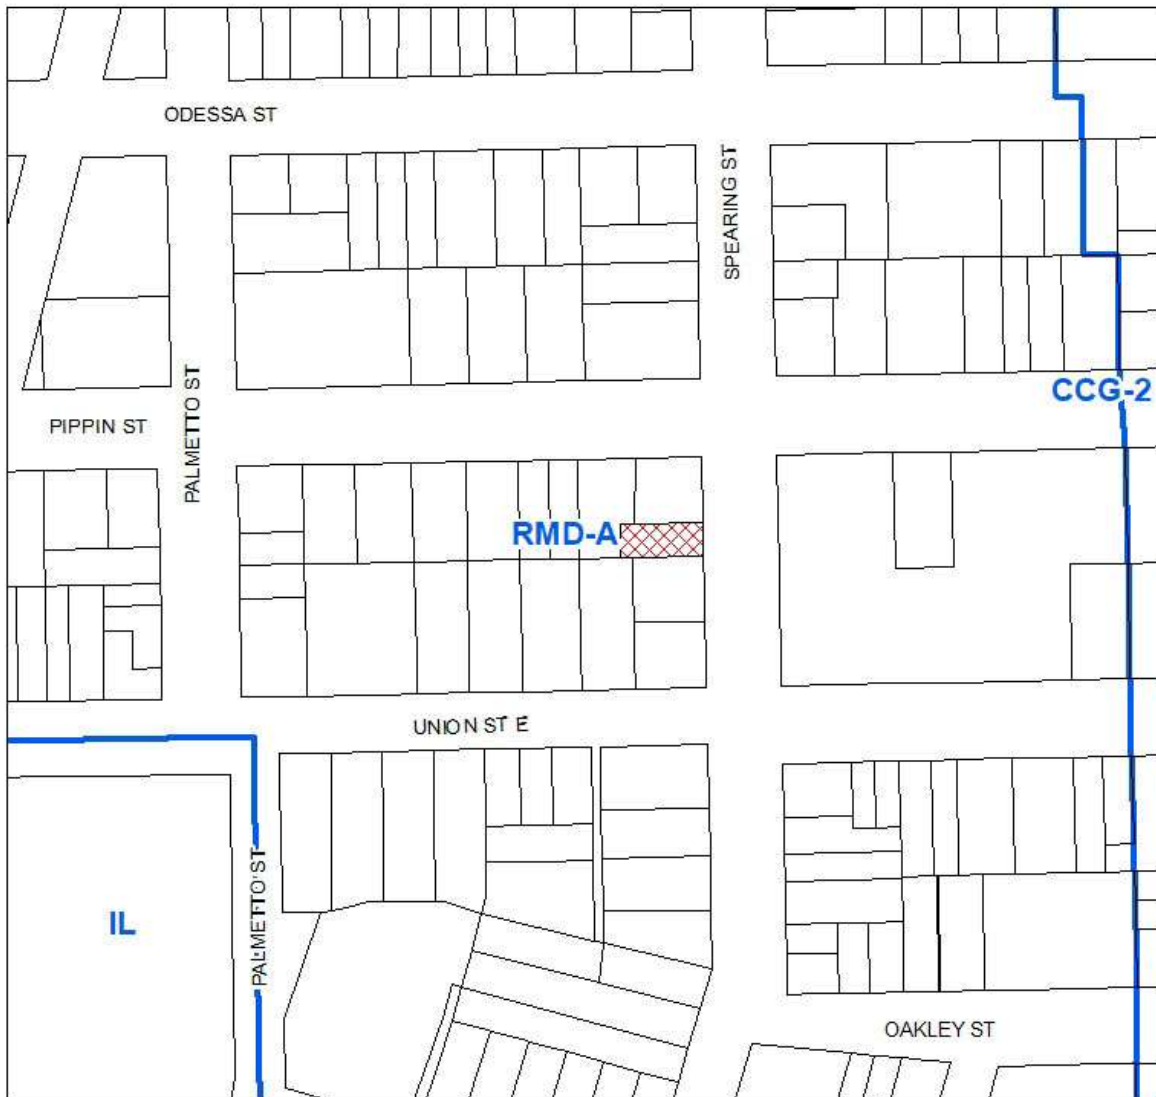 ODESSA ST
SPEARING ST
CCG-2
PALMETTO ST
PIPPIN ST
RMD-A
UNION ST E
PALMETTO ST
IL
OAKLEY ST